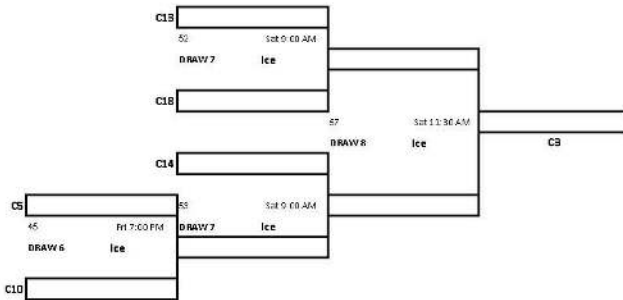 C13
52 Sat 9:00 AM
DRAW 7 Ice
C18
57 Sat 11:30 AM
DRAW 8 Ice
C3
C14
C5
53 Sat 9:00 AM
45 Fri 7:00 PM
DRAW 7 Ice
DRAW 6 Ice
C10